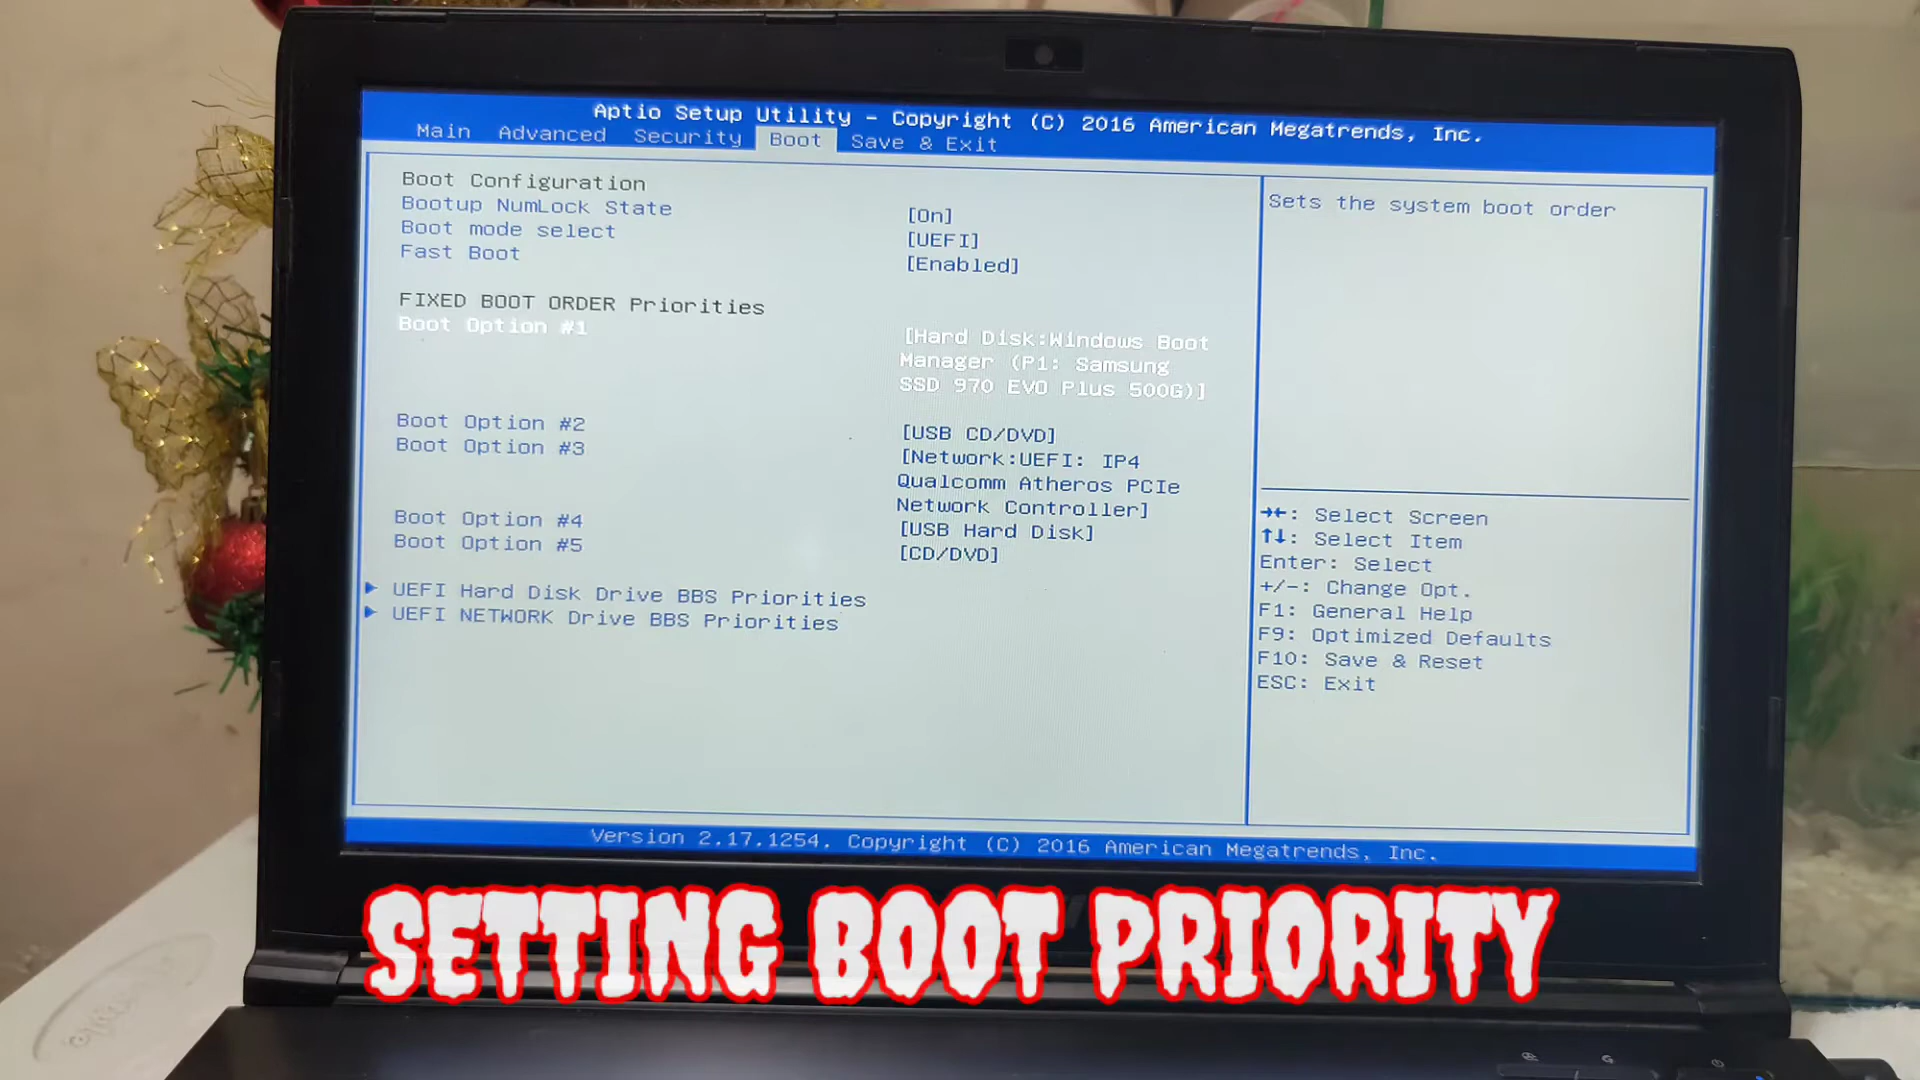 Aptio Setup Utility - Copyright (C) 2016 American Megatrends, Inc.
Main Advanced Security Boot Save & Exit
Boot Configuration
Bootup NumLock State [On]
Boot mode select [UEFI]
Fast Boot [Enabled]
FIXED BOOT ORDER Priorities
Boot Option #1 [Hard Disk:Windows Boot
Manager (P1: Samsung
SSD 970 EVO Plus 500G)]
Boot Option #2 [USB CD/DVD]
Boot Option #3 [Network:UEFI: IP4
Qualcomm Atheros PCIe
Network Controller]
Boot Option #4 [USB Hard Disk]
Boot Option #5 [CD/DVD]
UEFI Hard Disk Drive BBS Priorities
UEFI NETWORK Drive BBS Priorities
Sets the system boot order
→←: Select Screen
↑↓: Select Item
Enter: Select
+/-: Change Opt.
F1: General Help
F9: Optimized Defaults
F10: Save & Reset
ESC: Exit
Version 2.17.1254. Copyright (C) 2016 American Megatrends, Inc.
SETTING BOOT PRIORITY